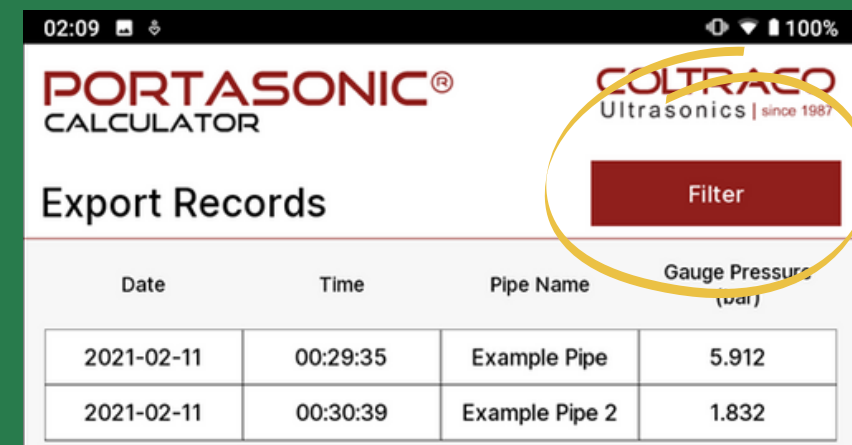 02:09 100%
PORTASONIC®
CALCULATOR
COLTRACO
Ultrasonics | since 1987
Export Records
Filter
Date Time Pipe Name Gauge Pressure
(bar)
2021-02-11 00:29:35 Example Pipe 5.912
2021-02-11 00:30:39 Example Pipe 2 1.832